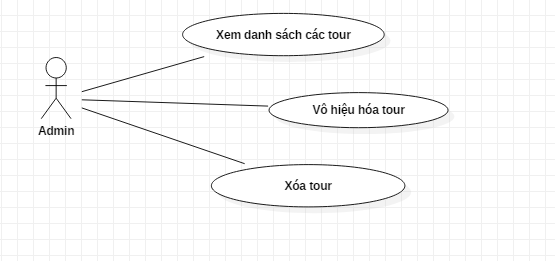 Xem danh sách các tour
Vô hiệu hóa tour
Admin
Xóa tour